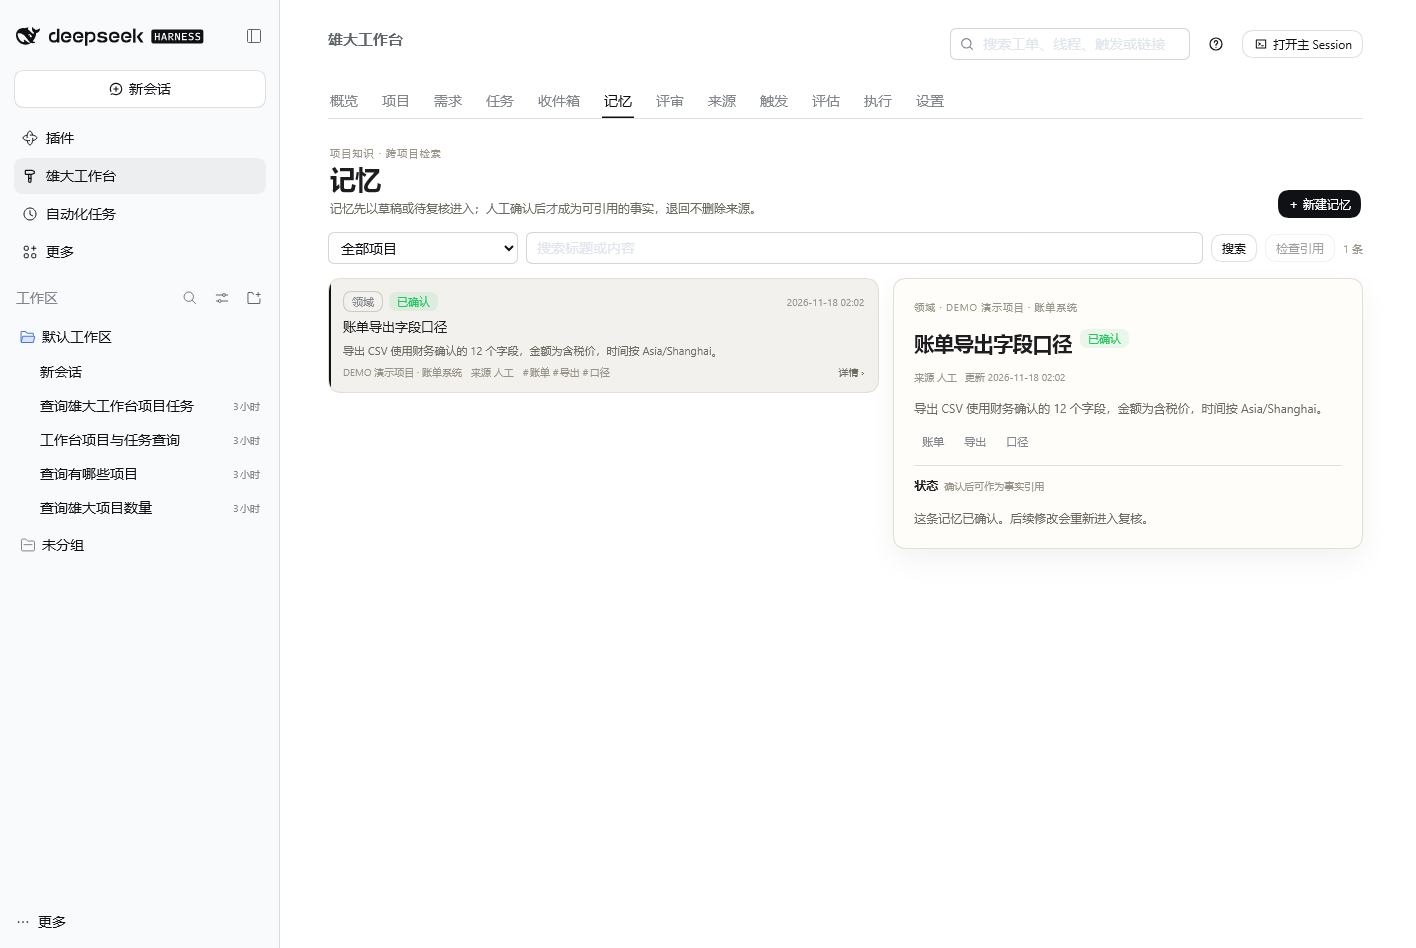 deepseek HARNESS
新会话
插件
雄大工作台
自动化任务
更多
工作区
默认工作区
新会话
查询雄大工作台项目任务 3小时
工作台项目与任务查询 3小时
查询有哪些项目 3小时
查询雄大项目数量 3小时
未分组
更多
雄大工作台
搜索工单、线程、触发或链接
打开主 Session
概览 项目 需求 任务 收件箱 记忆 评审 来源 触发 评估 执行 设置
项目知识 · 跨项目检索
记忆
记忆先以草稿或待复核进入；人工确认后才成为可引用的事实，退回不删除来源。
+ 新建记忆
全部项目
搜索标题或内容
搜索
检查引用
1 条
领域 已确认 2026-11-18 02:02
账单导出字段口径
导出 CSV 使用财务确认的 12 个字段，金额为含税价，时间按 Asia/Shanghai。
DEMO 演示项目 · 账单系统 来源 人工 #账单 #导出 #口径 详情 ›
领域 · DEMO 演示项目 · 账单系统
账单导出字段口径 已确认
来源 人工 更新 2026-11-18 02:02
导出 CSV 使用财务确认的 12 个字段，金额为含税价，时间按 Asia/Shanghai。
账单 导出 口径
状态 确认后可作为事实引用
这条记忆已确认。后续修改会重新进入复核。